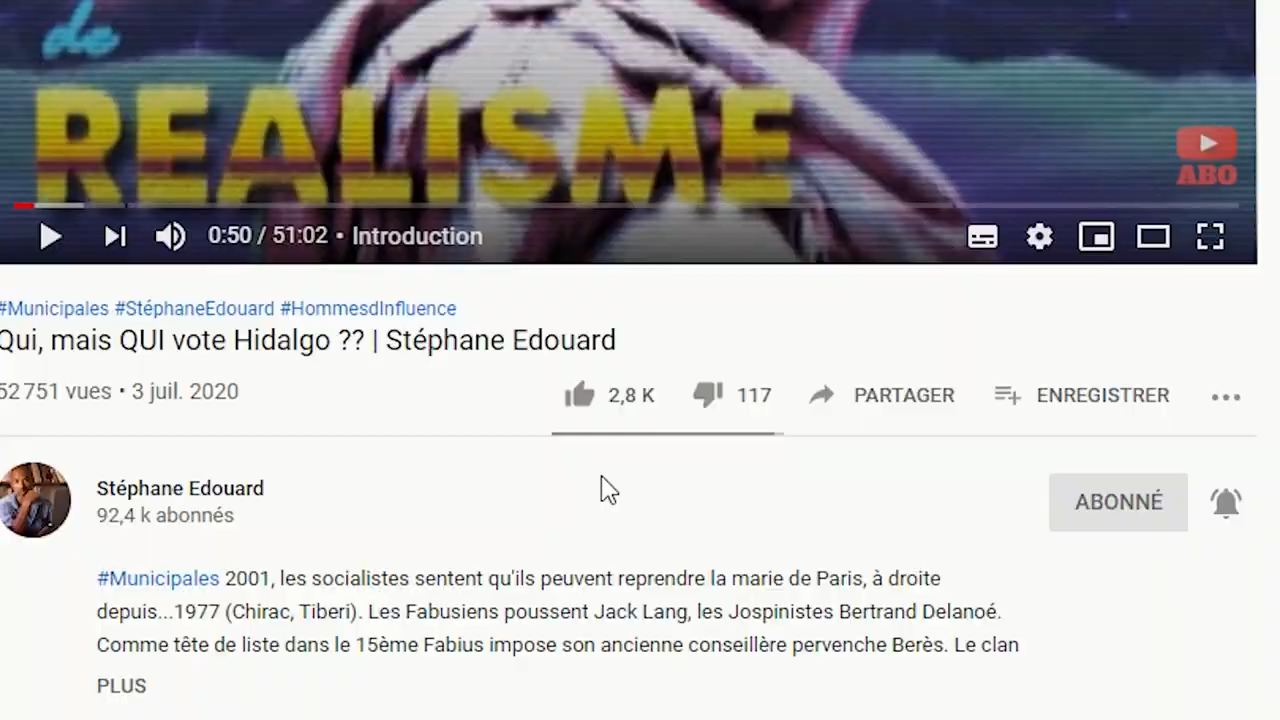 de
REALISME
ABO
0:50 / 51:02 • Introduction
#Municipales #StéphaneEdouard #HommesdInfluence
Qui, mais QUI vote Hidalgo ?? | Stéphane Edouard
52 751 vues • 3 juil. 2020
2,8 K 117 PARTAGER ENREGISTRER
Stéphane Edouard
92,4 k abonnés
ABONNÉ
#Municipales 2001, les socialistes sentent qu'ils peuvent reprendre la marie de Paris, à droite
depuis...1977 (Chirac, Tiberi). Les Fabusiens poussent Jack Lang, les Jospinistes Bertrand Delanoé.
Comme tête de liste dans le 15ème Fabius impose son ancienne conseillère pervenche Berès. Le clan
PLUS